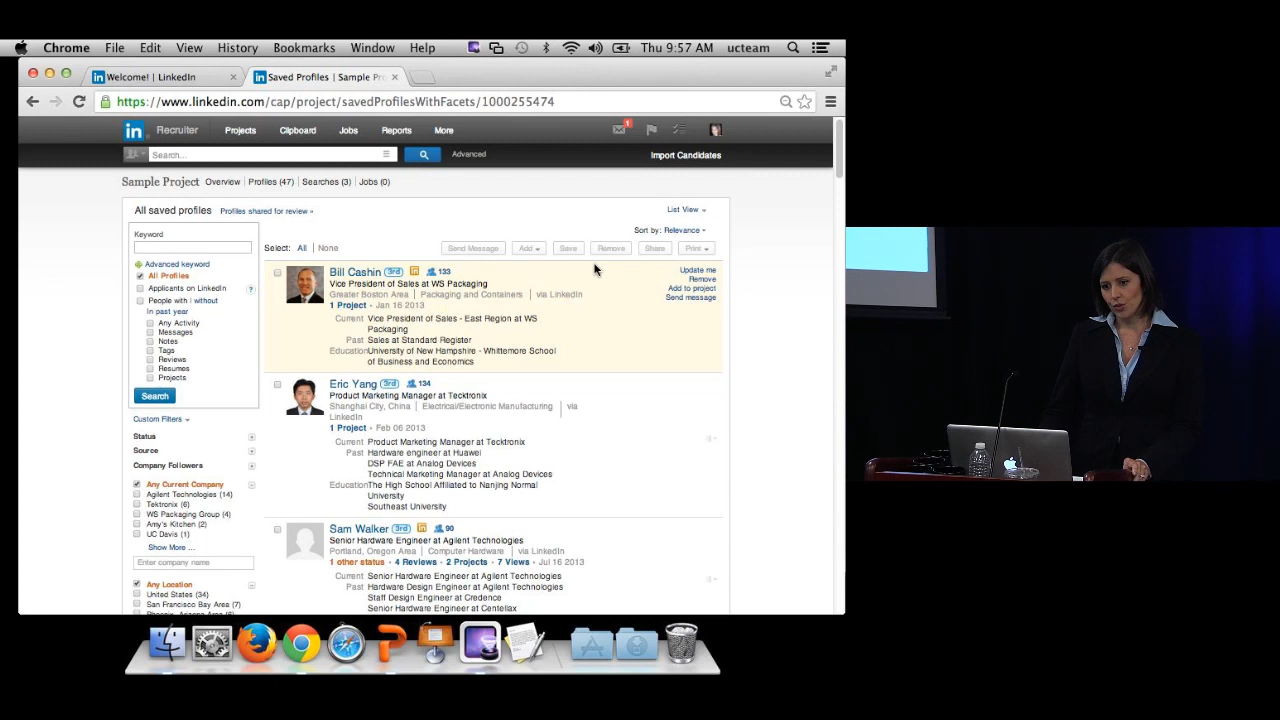 Chrome File Edit View History Bookmarks Window Help Thu 9:57 AM ucteam
in Welcome! | LinkedIn × in Saved Profiles | Sample Pr ×
https://www.linkedin.com/cap/project/savedProfilesWithFacets/1000255474
in Recruiter Projects Clipboard Jobs Reports More 1
Search... Advanced Import Candidates
Sample Project Overview Profiles (47) Searches (3) Jobs (0)
All saved profiles Profiles shared for review » List View
Sort by: Relevance
Keyword
Select: All | None Send Message Add Save Remove Share Print
Advanced keyword
All Profiles
Applicants on LinkedIn ?
People with | without
In past year
Any Activity
Messages
Notes
Tags
Reviews
Resumes
Projects
Search
Custom Filters
Status
Source
Company Followers
Any Current Company
Agilent Technologies (14)
Tektronix (6)
WS Packaging Group (4)
Amy's Kitchen (2)
UC Davis (1)
Show More ...
Enter company name
Any Location
United States (34)
San Francisco Bay Area (7)
Bill Cashin 3rd in 133
Vice President of Sales at WS Packaging
Greater Boston Area | Packaging and Containers | via LinkedIn
1 Project - Jan 16 2013
Current Vice President of Sales - East Region at WS
Packaging
Past Sales at Standard Register
Education University of New Hampshire - Whittemore School
of Business and Economics
Update me
Remove
Add to project
Send message
Eric Yang 3rd 134
Product Marketing Manager at Tecktronix
Shanghai City, China | Electrical/Electronic Manufacturing | via
LinkedIn
1 Project - Feb 06 2013
Current Product Marketing Manager at Tecktronix
Past Hardware engineer at Huawei
DSP FAE at Analog Devices
Technical Marketing Manager at Analog Devices
Education The High School Affiliated to Nanjing Normal
University
Southeast University
Sam Walker 3rd in 90
Senior Hardware Engineer at Agilent Technologies
Portland, Oregon Area | Computer Hardware | via LinkedIn
1 other status • 4 Reviews • 2 Projects • 7 Views - Jul 16 2013
Current Senior Hardware Engineer at Agilent Technologies
Past Hardware Design Engineer at Agilent Technologies
Staff Design Engineer at Credence
Senior Hardware Engineer at Centellax